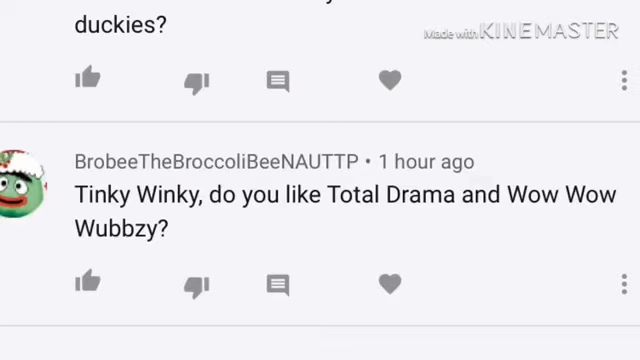 duckies?
Made with KINEMASTER
BrobeeTheBroccoliBeeNAUTTP • 1 hour ago
Tinky Winky, do you like Total Drama and Wow Wow
Wubbzy?